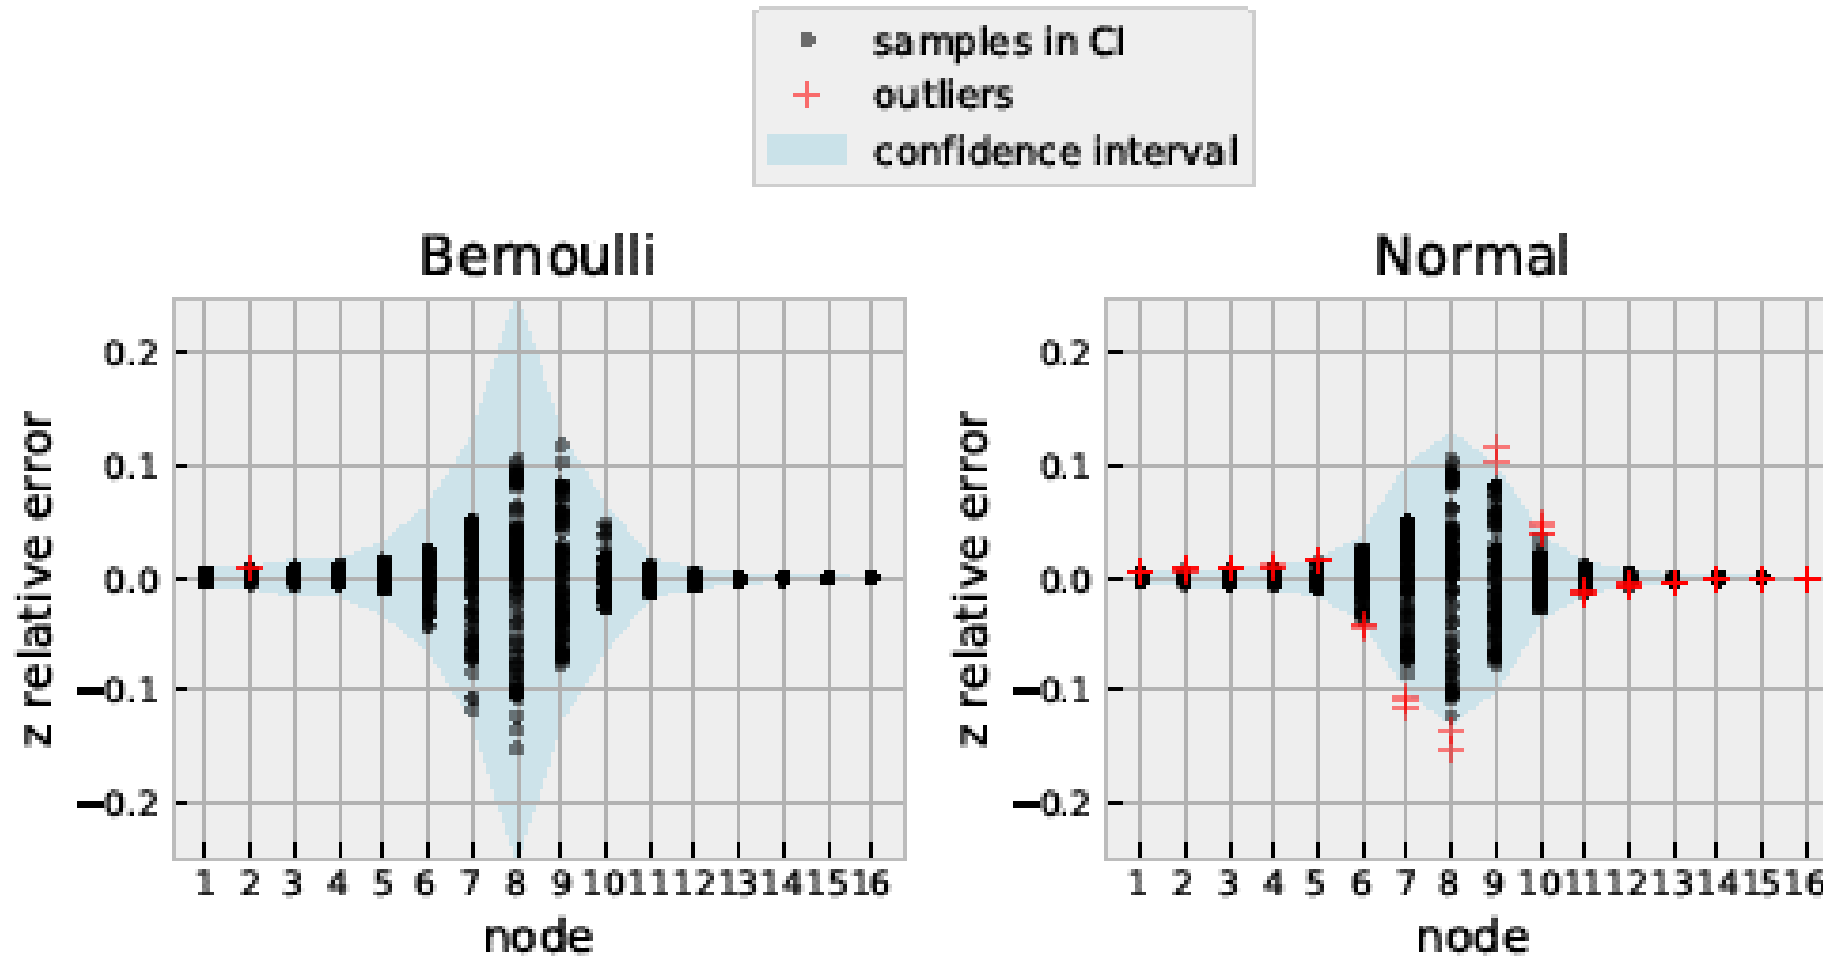 samples in CI
outliers
confidence interval
Bernoulli
z relative error
0.2
0.1
0.0
−0.1
−0.2
1 2 3 4 5 6 7 8 9 10 11 12 13 14 15 16
node
Normal
z relative error
0.2
0.1
0.0
−0.1
−0.2
1 2 3 4 5 6 7 8 9 10 11 12 13 14 15 16
node